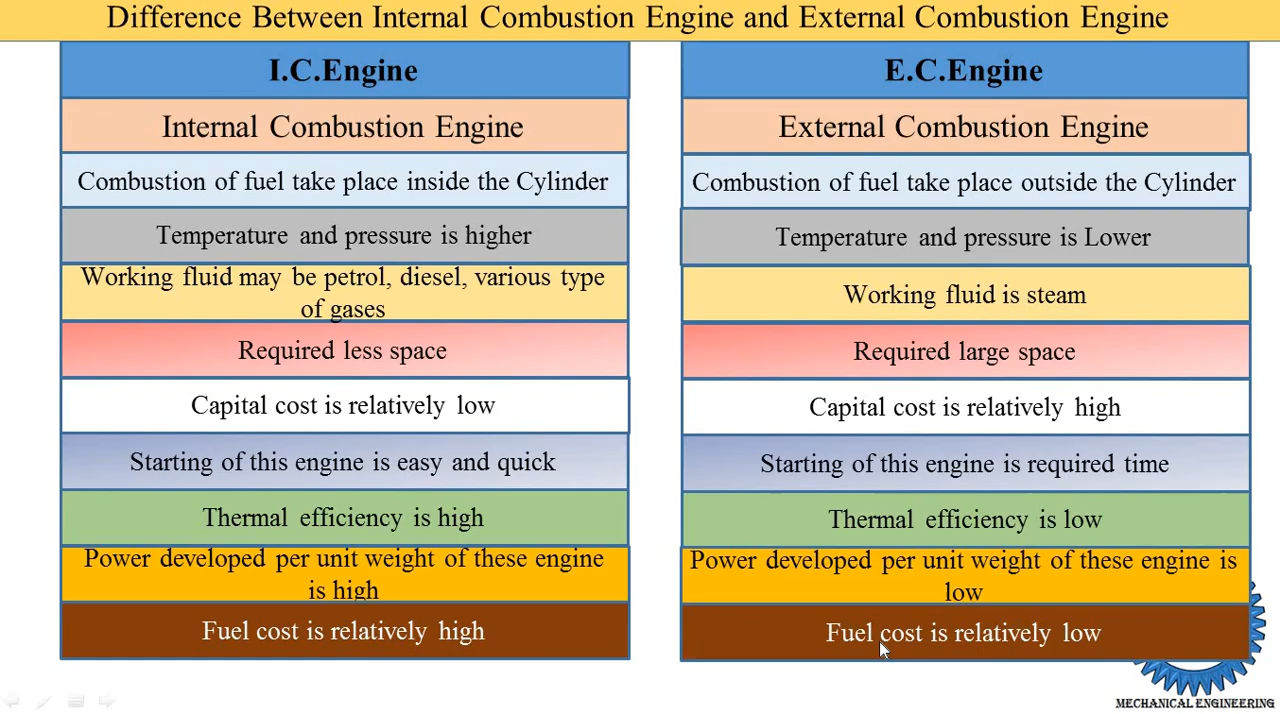 Difference Between Internal Combustion Engine and External Combustion Engine
I.C.Engine
Internal Combustion Engine
Combustion of fuel take place inside the Cylinder
Temperature and pressure is higher
Working fluid may be petrol, diesel, various type
of gases
Required less space
Capital cost is relatively low
Starting of this engine is easy and quick
Thermal efficiency is high
Power developed per unit weight of these engine
is high
Fuel cost is relatively high
E.C.Engine
External Combustion Engine
Combustion of fuel take place outside the Cylinder
Temperature and pressure is Lower
Working fluid is steam
Required large space
Capital cost is relatively high
Starting of this engine is required time
Thermal efficiency is low
Power developed per unit weight of these engine is
low
Fuel cost is relatively low
MECHANICAL ENGINEERING